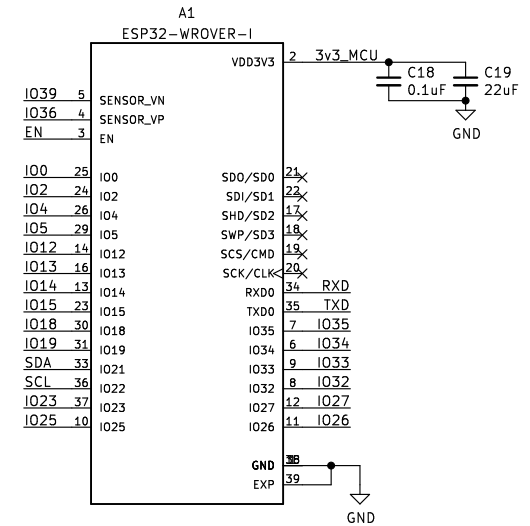 A1
ESP32-WROVER-I
VDD3V3 2 3v3_MCU
C18 0.1uF
C19 22uF
GND
IO39 5 SENSOR_VN
IO36 4 SENSOR_VP
EN 3 EN
IO0 25 IO0 SDO/SD0 21
IO2 24 IO2 SDI/SD1 22
IO4 26 IO4 SHD/SD2 17
IO5 29 IO5 SWP/SD3 18
IO12 14 IO12 SCS/CMD 19
IO13 16 IO13 SCK/CLK 20
IO14 13 IO14 RXD0 34 RXD
IO15 23 IO15 TXD0 35 TXD
IO18 30 IO18 IO35 7 IO35
IO19 31 IO19 IO34 6 IO34
SDA 33 IO21 IO33 9 IO33
SCL 36 IO22 IO32 8 IO32
IO23 37 IO23 IO27 12 IO27
IO25 10 IO25 IO26 11 IO26
GND
EXP 39
GND